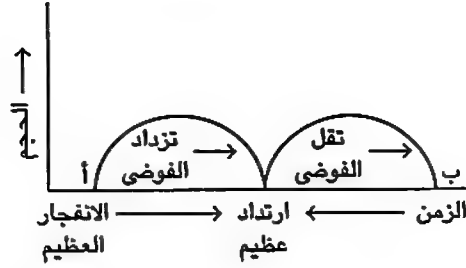 الحجم
تزداد
الفوضى
تقل
الفوضى
أ
ب
الانفجار
العظيم
ارتداد
عظيم
الزمن